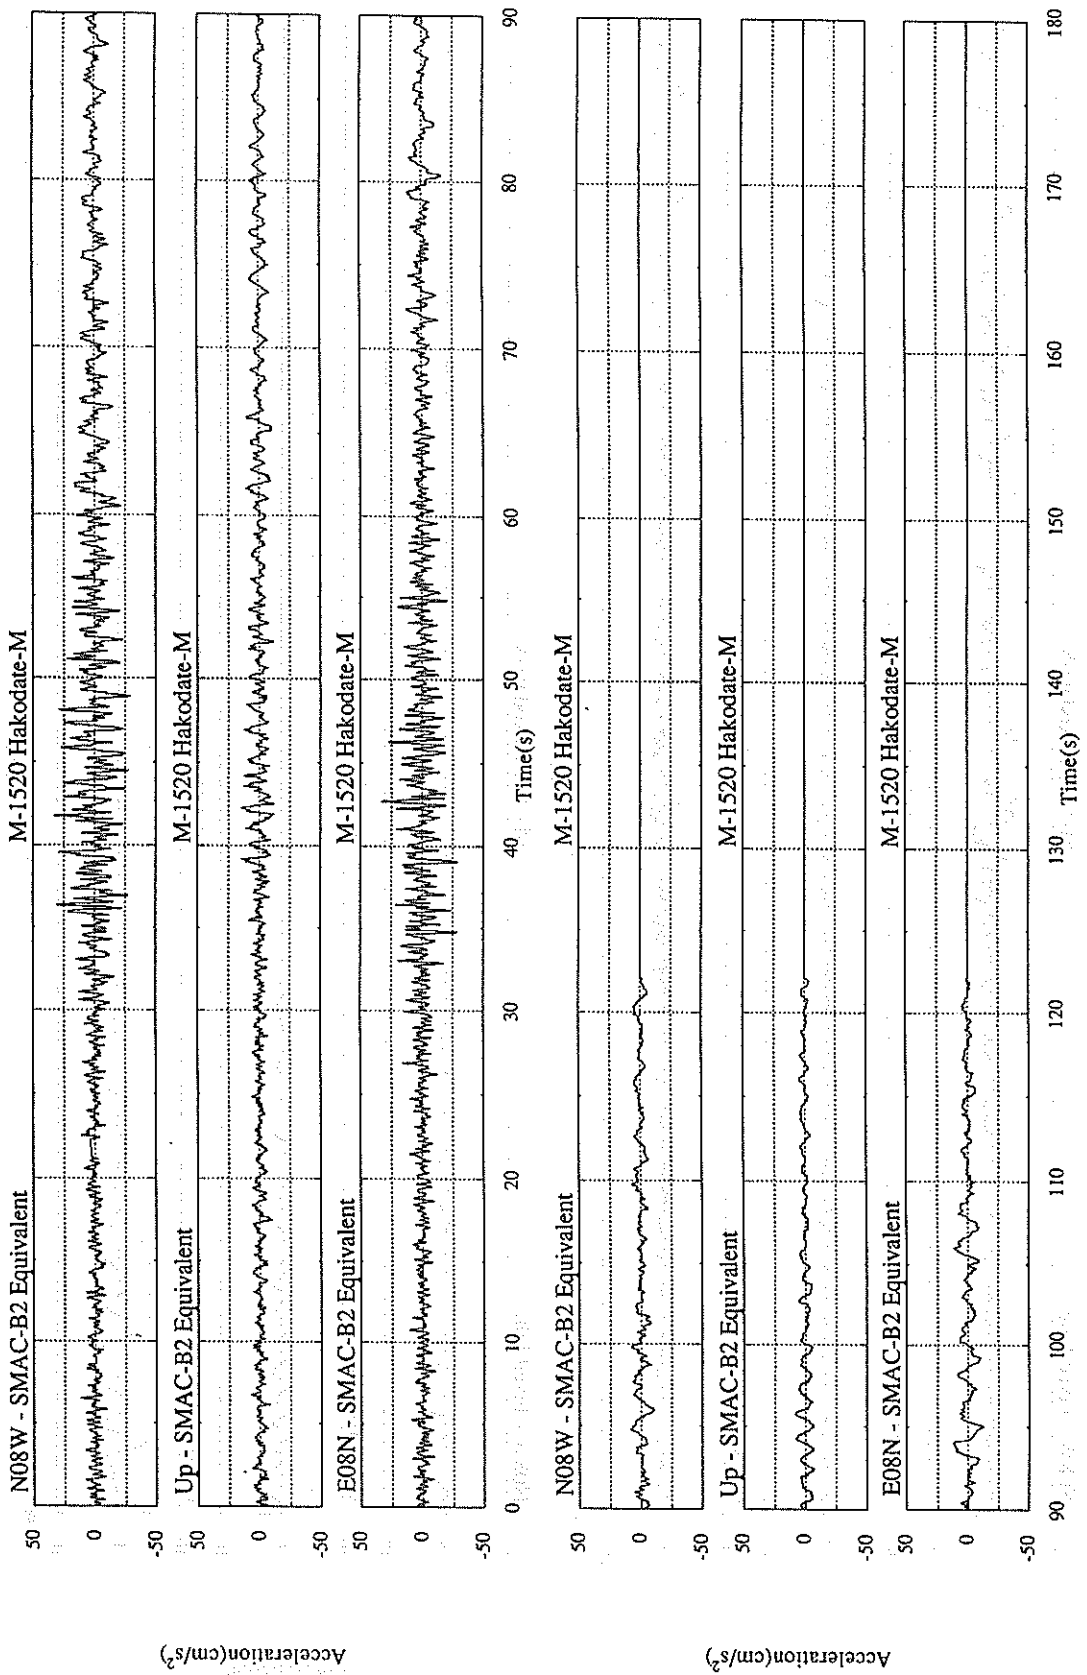 N08W - SMAC-B2 Equivalent M-1520 Hakodate-M
50
0
-50
Up - SMAC-B2 Equivalent M-1520 Hakodate-M
50
0
-50
E08N - SMAC-B2 Equivalent M-1520 Hakodate-M
50
0
-50
0 10 20 30 40 50 60 70 80 90
Time(s)
Acceleration(cm/s²)
N08W - SMAC-B2 Equivalent M-1520 Hakodate-M
50
0
-50
Up - SMAC-B2 Equivalent M-1520 Hakodate-M
50
0
-50
E08N - SMAC-B2 Equivalent M-1520 Hakodate-M
50
0
-50
90 100 110 120 130 140 150 160 170 180
Time(s)
Acceleration(cm/s²)